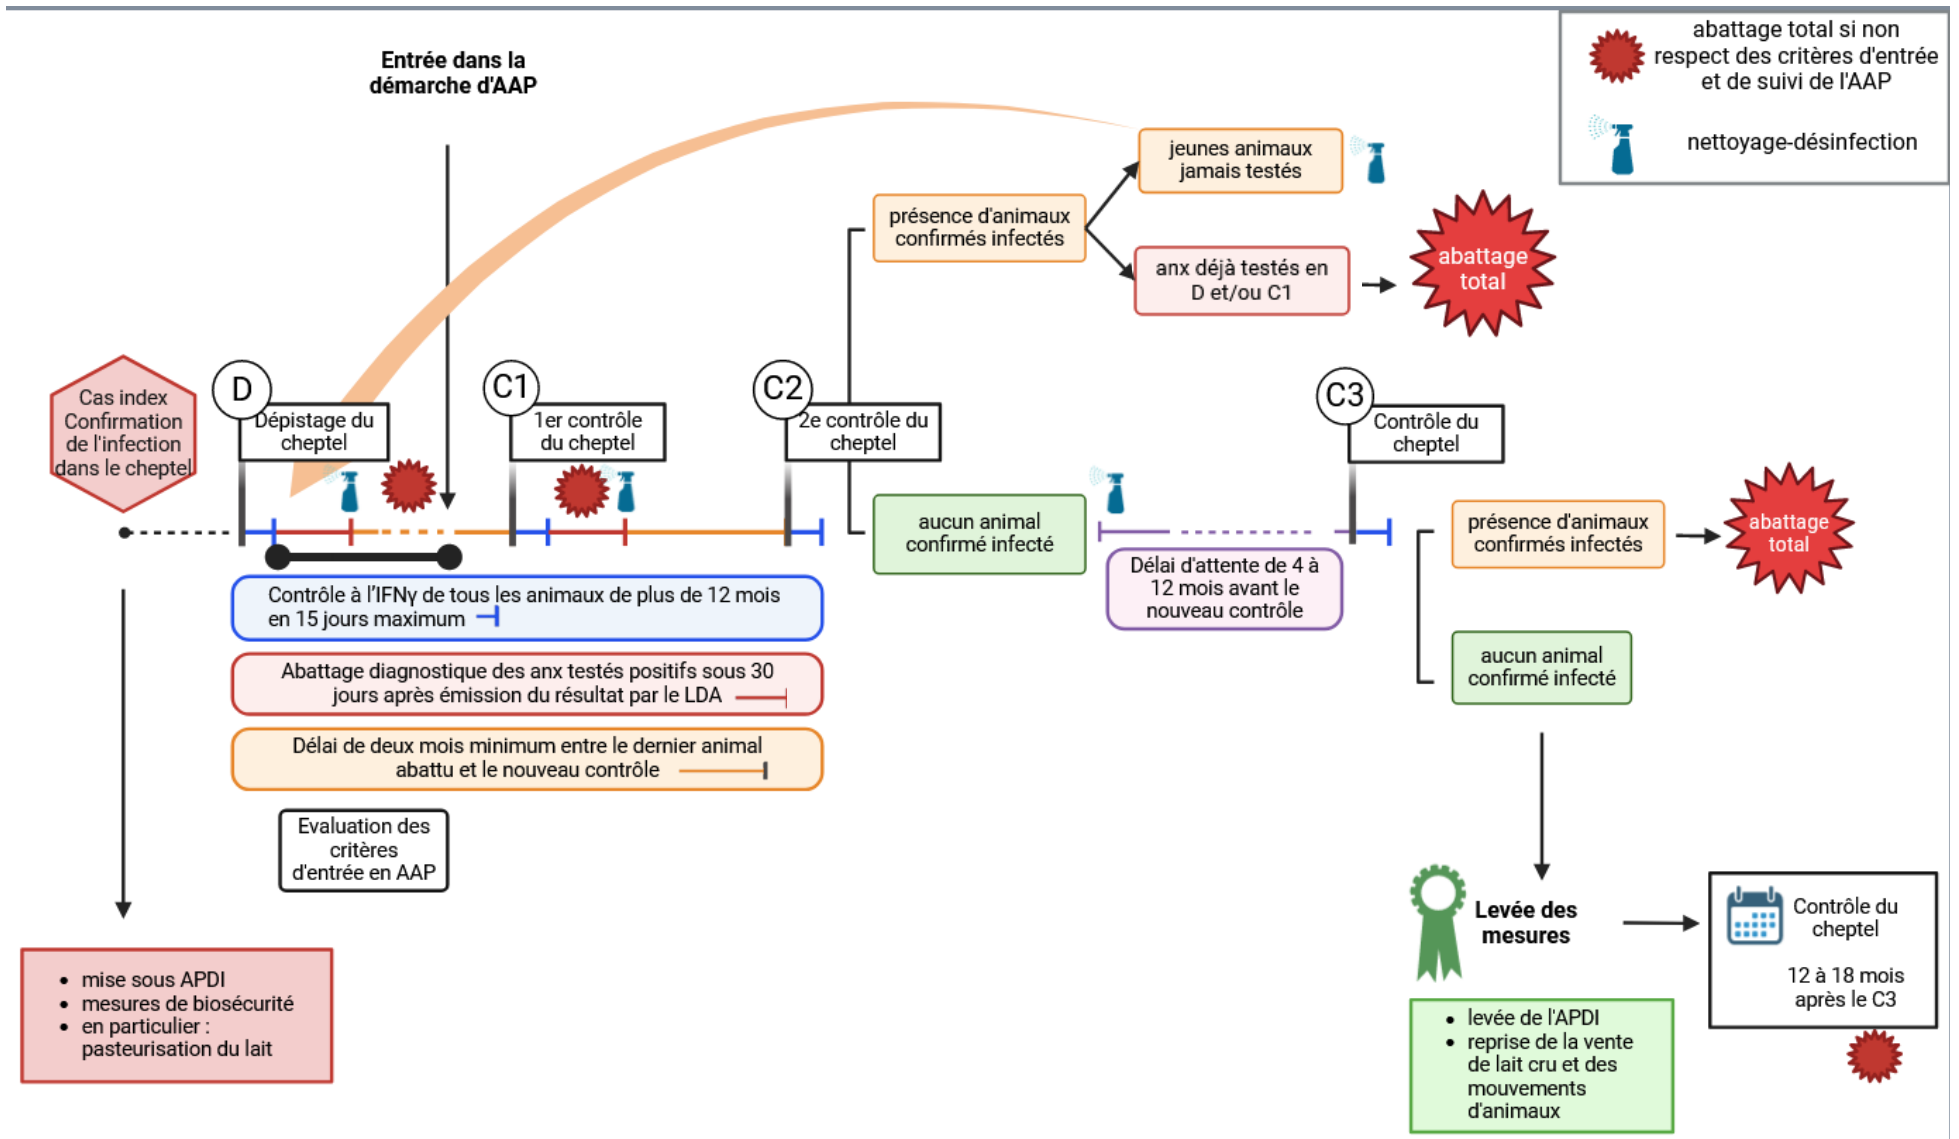 Entrée dans la
démarche d'AAP
abattage total si non
respect des critères d'entrée
et de suivi de l'AAP
nettoyage-désinfection
jeunes animaux
jamais testés
présence d'animaux
confirmés infectés
anx déjà testés en
D et/ou C1
abattage
total
Cas index
Confirmation
de l'infection
dans le cheptel
D
Dépistage du
cheptel
C1
1er contrôle
du cheptel
C2
2e contrôle du
cheptel
C3
Contrôle du
cheptel
aucun animal
confirmé infecté
Délai d'attente de 4 à
12 mois avant le
nouveau contrôle
présence d'animaux
confirmés infectés
abattage
total
aucun animal
confirmé infecté
Contrôle à l'IFNγ de tous les animaux de plus de 12 mois
en 15 jours maximum
Abattage diagnostique des anx testés positifs sous 30
jours après émission du résultat par le LDA
Délai de deux mois minimum entre le dernier animal
abattu et le nouveau contrôle
Evaluation des
critères
d'entrée en AAP
• mise sous APDI
• mesures de biosécurité
• en particulier :
pasteurisation du lait
Levée des
mesures
• levée de l'APDI
• reprise de la vente
de lait cru et des
mouvements
d'animaux
Contrôle du
cheptel
12 à 18 mois
après le C3